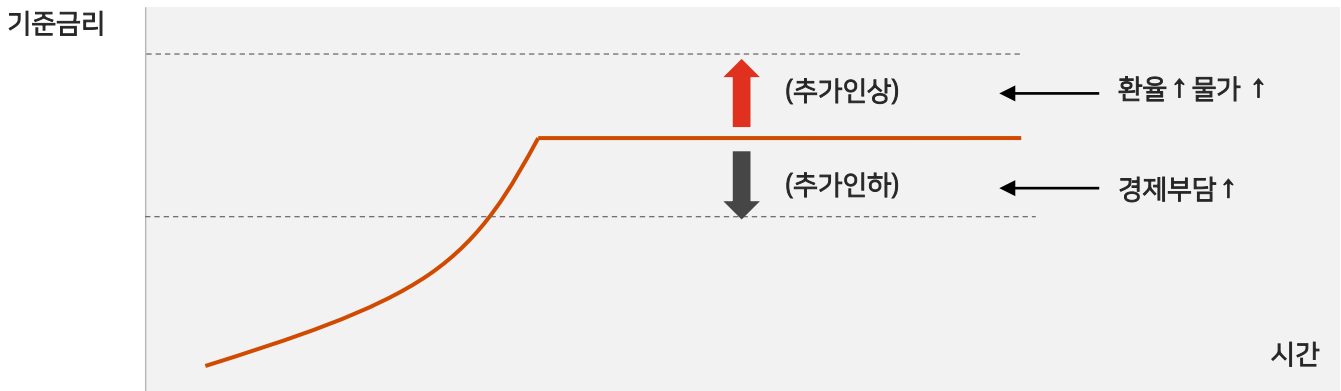 기준금리
(추가인상)
환율↑물가 ↑
(추가인하)
경제부담↑
시간